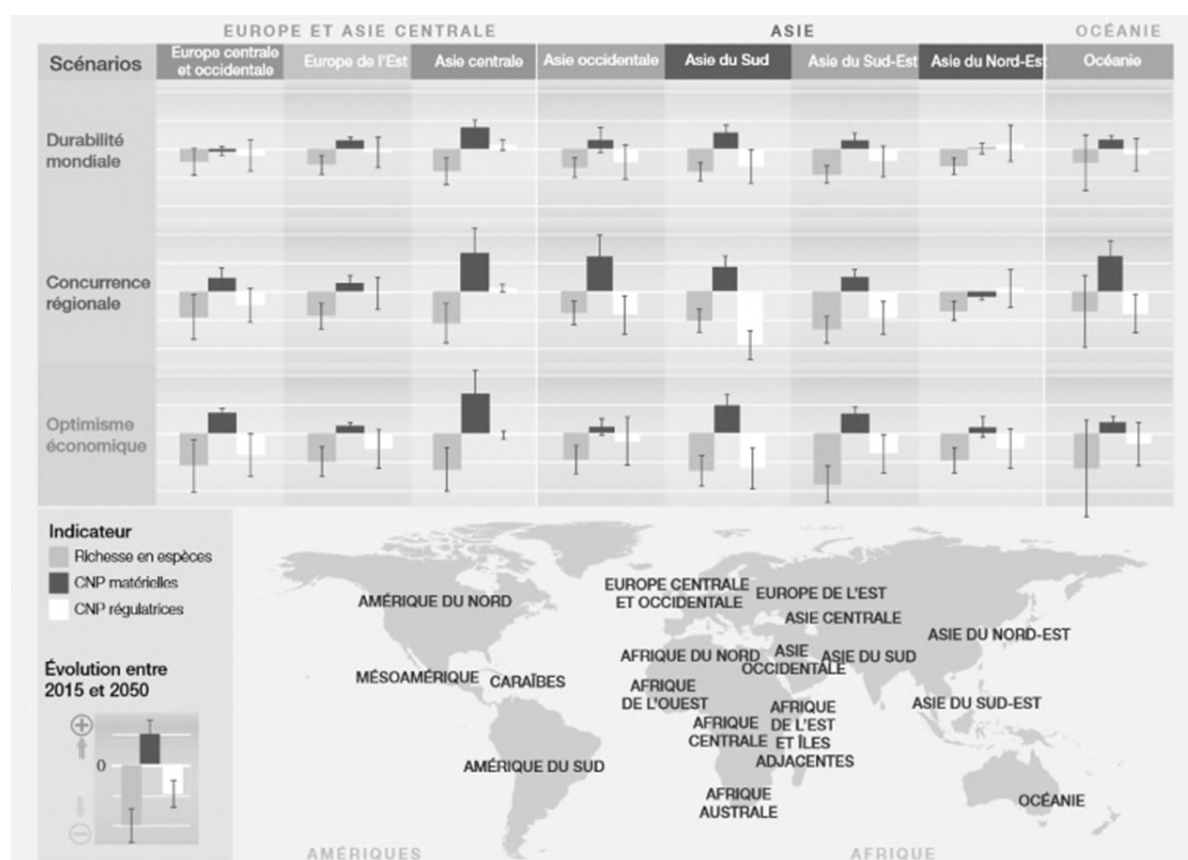 EUROPE ET ASIE CENTRALE
ASIE
OCÉANIE
Scénarios
Europe centrale
et occidentale
Europe de l'Est
Asie centrale
Asie occidentale
Asie du Sud
Asie du Sud-Est
Asie du Nord-Est
Océanie
Durabilité
mondiale
Concurrence
régionale
Optimisme
économique
Indicateur
Richesse en espèces
CNP matérielles
CNP régulatrices
Évolution entre
2015 et 2050
+
0
−
AMÉRIQUE DU NORD
MÉSOAMÉRIQUE
CARAÏBES
AMÉRIQUE DU SUD
EUROPE CENTRALE
ET OCCIDENTALE
EUROPE DE L'EST
ASIE CENTRALE
ASIE DU NORD-EST
AFRIQUE DU NORD
ASIE
OCCIDENTALE
ASIE DU SUD
AFRIQUE
DE L'OUEST
ASIE DU SUD-EST
AFRIQUE
CENTRALE
AFRIQUE
DE L'EST
ET ÎLES
ADJACENTES
AFRIQUE
AUSTRALE
OCÉANIE
AMÉRIQUES
AFRIQUE